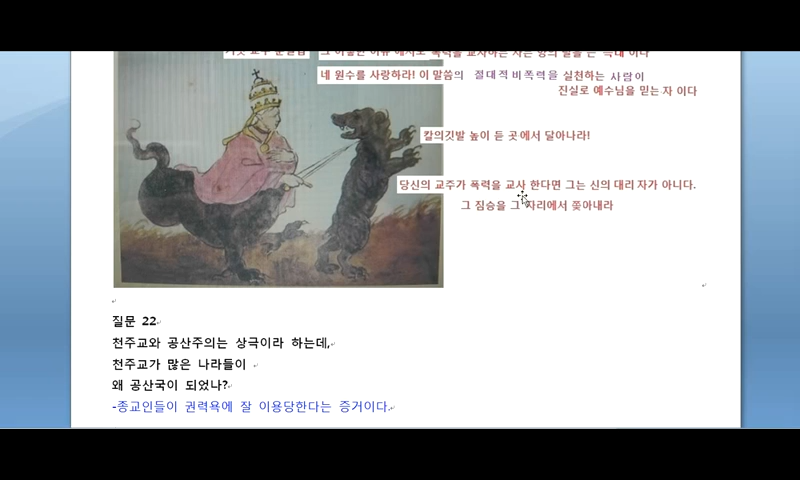 네 원수를 사랑하라! 이 말씀의 절대적 비폭력을 실천하는 사람이
진실로 예수님을 믿는 자 이다
칼의깃발 높이 든 곳에서 달아나라!
당신의 교주가 폭력을 교사 한다면 그는 신의 대리 자가 아니다.
그 짐승을 그 자리에서 쫓아내라
질문 22
천주교와 공산주의는 상극이라 하는데,
천주교가 많은 나라들이
왜 공산국이 되었나?
-종교인들이 권력욕에 잘 이용당한다는 증거이다.